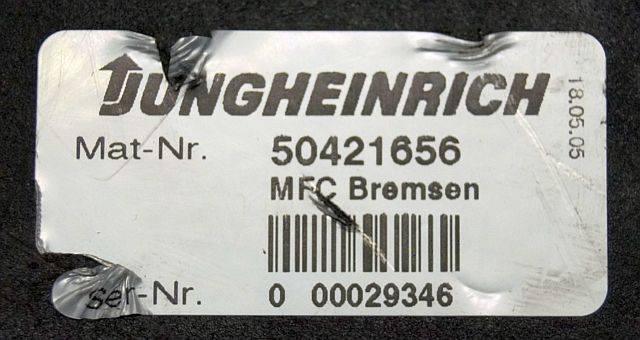 JUNGHEINRICH
18.05.05
Mat-Nr. 50421656
MFC Bremsen
Ser-Nr. 0 00029346